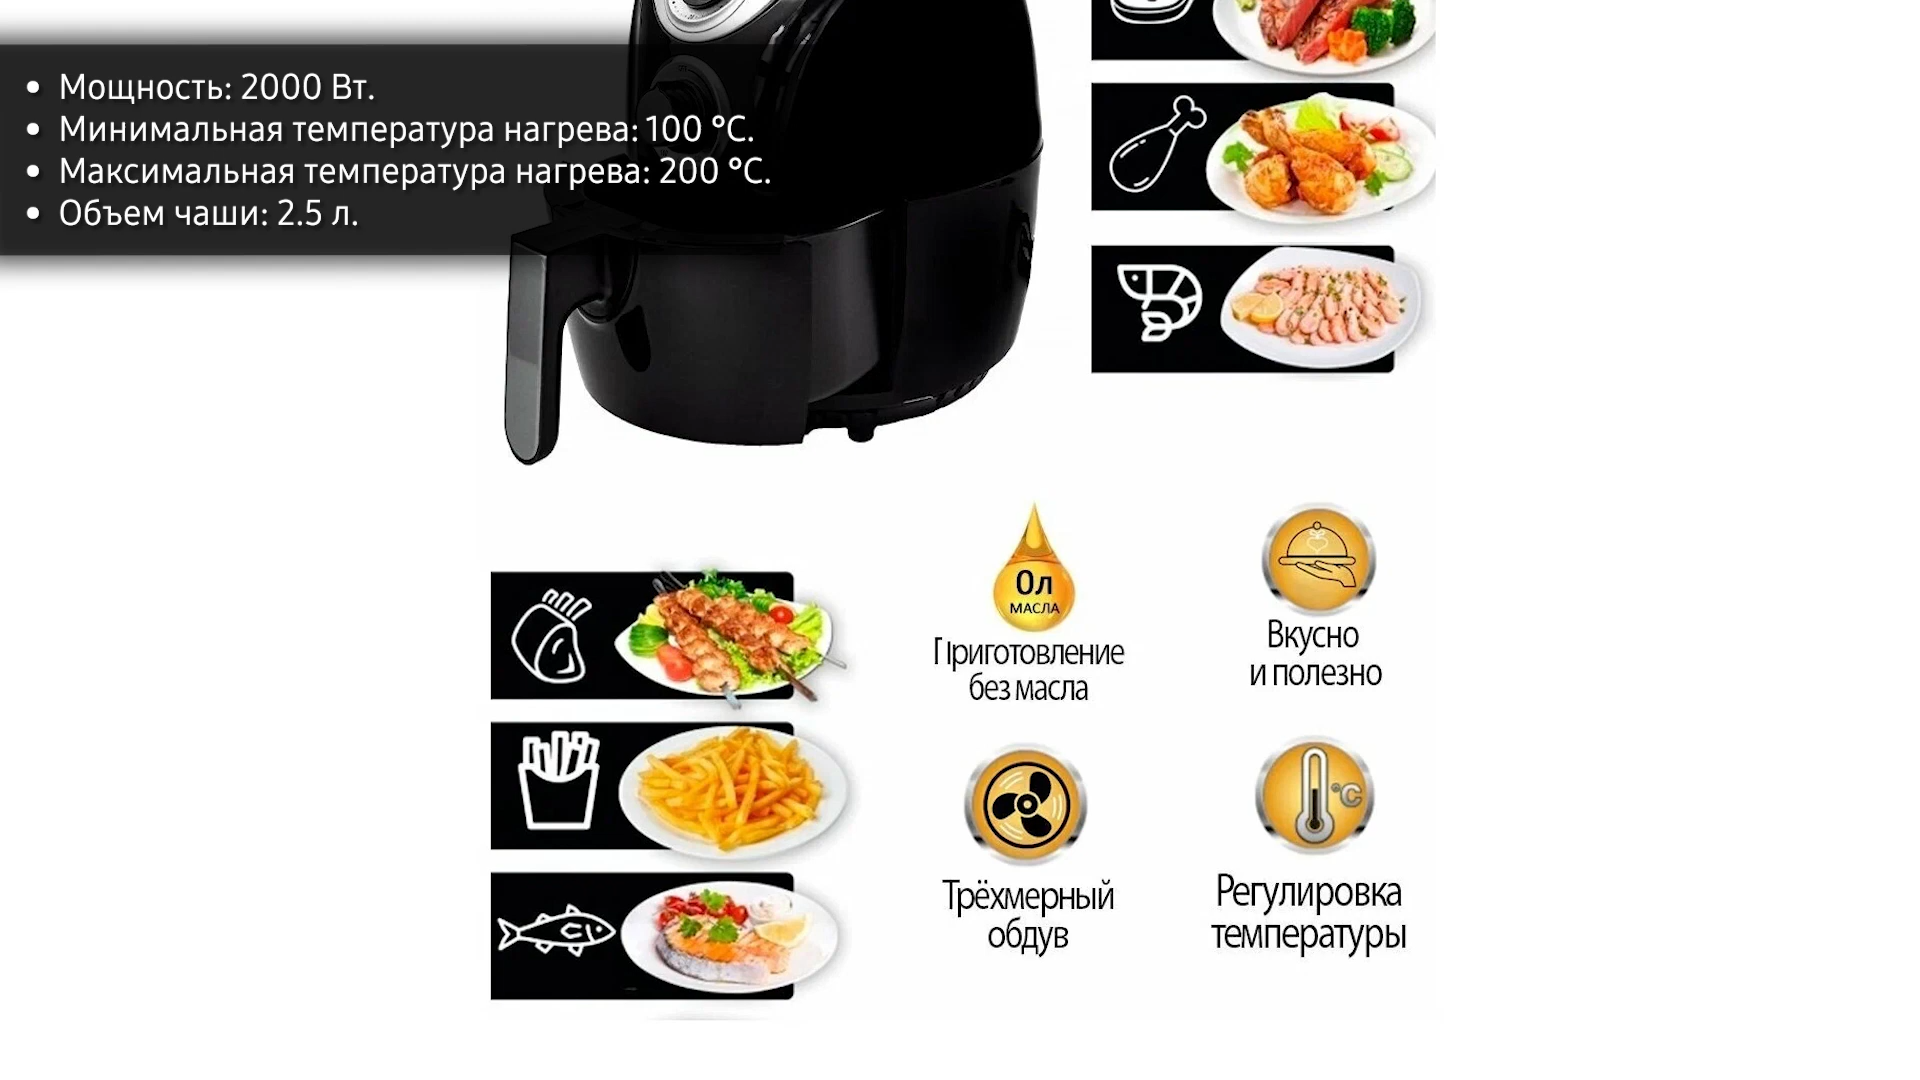 • Мощность: 2000 Вт.
• Минимальная температура нагрева: 100 °C.
• Максимальная температура нагрева: 200 °C.
• Объем чаши: 2.5 л.
0л
МАСЛА
Приготовление
без масла
Вкусно
и полезно
°C
Трёхмерный
обдув
Регулировка
температуры